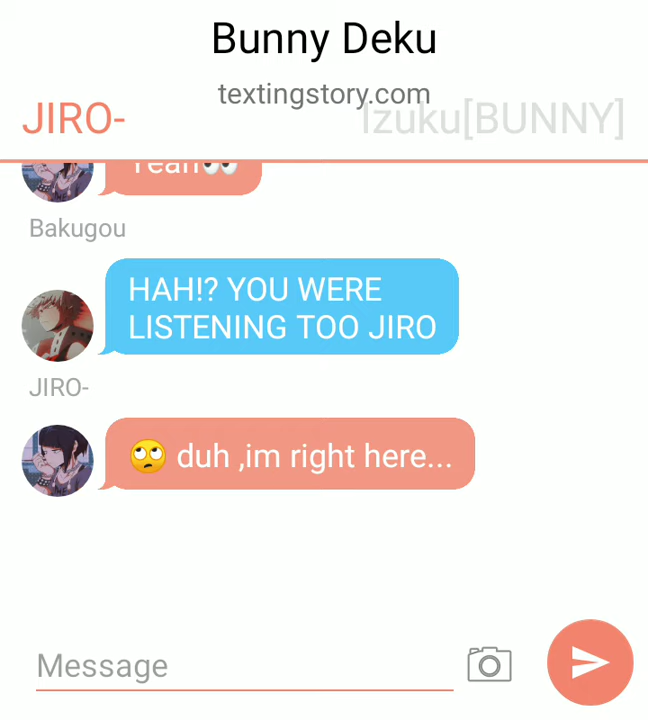 Bunny Deku
textingstory.com
JIRO-
Izuku[BUNNY]
Yeah👀
Bakugou
HAH!? YOU WERE
LISTENING TOO JIRO
JIRO-
🙄 duh ,im right here...
Message